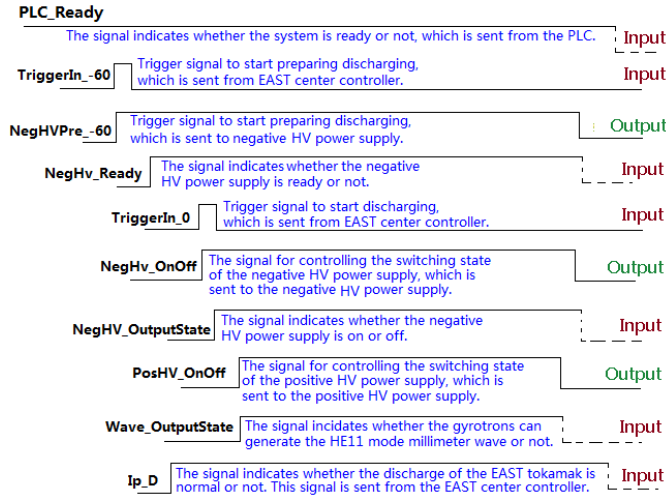 PLC_Ready
The signal indicates whether the system is ready or not, which is sent from the PLC. Input
TriggerIn_-60 Trigger signal to start preparing discharging,
which is sent from EAST center controller. Input
NegHVPre_-60 Trigger signal to start preparing discharging,
which is sent to negative HV power supply. Output
NegHv_Ready The signal indicates whether the negative
HV power supply is ready or not. Input
TriggerIn_0 Trigger signal to start discharging,
which is sent from EAST center controller. Input
NegHv_OnOff The signal for controlling the switching state
of the negative HV power supply, which is
sent to the negative HV power supply. Output
NegHV_OutputState The signal indicates whether the negative
HV power supply is on or off. Input
PosHV_OnOff The signal for controlling the switching state
of the positive HV power supply, which is
sent to the positive HV power supply. Output
Wave_OutputState The signal incidates whether the gyrotrons can
generate the HE11 mode millimeter wave or not. Input
Ip_D The signal indicates whether the discharge of the EAST tokamak is
normal or not. This signal is sent from the EAST center controller. Input